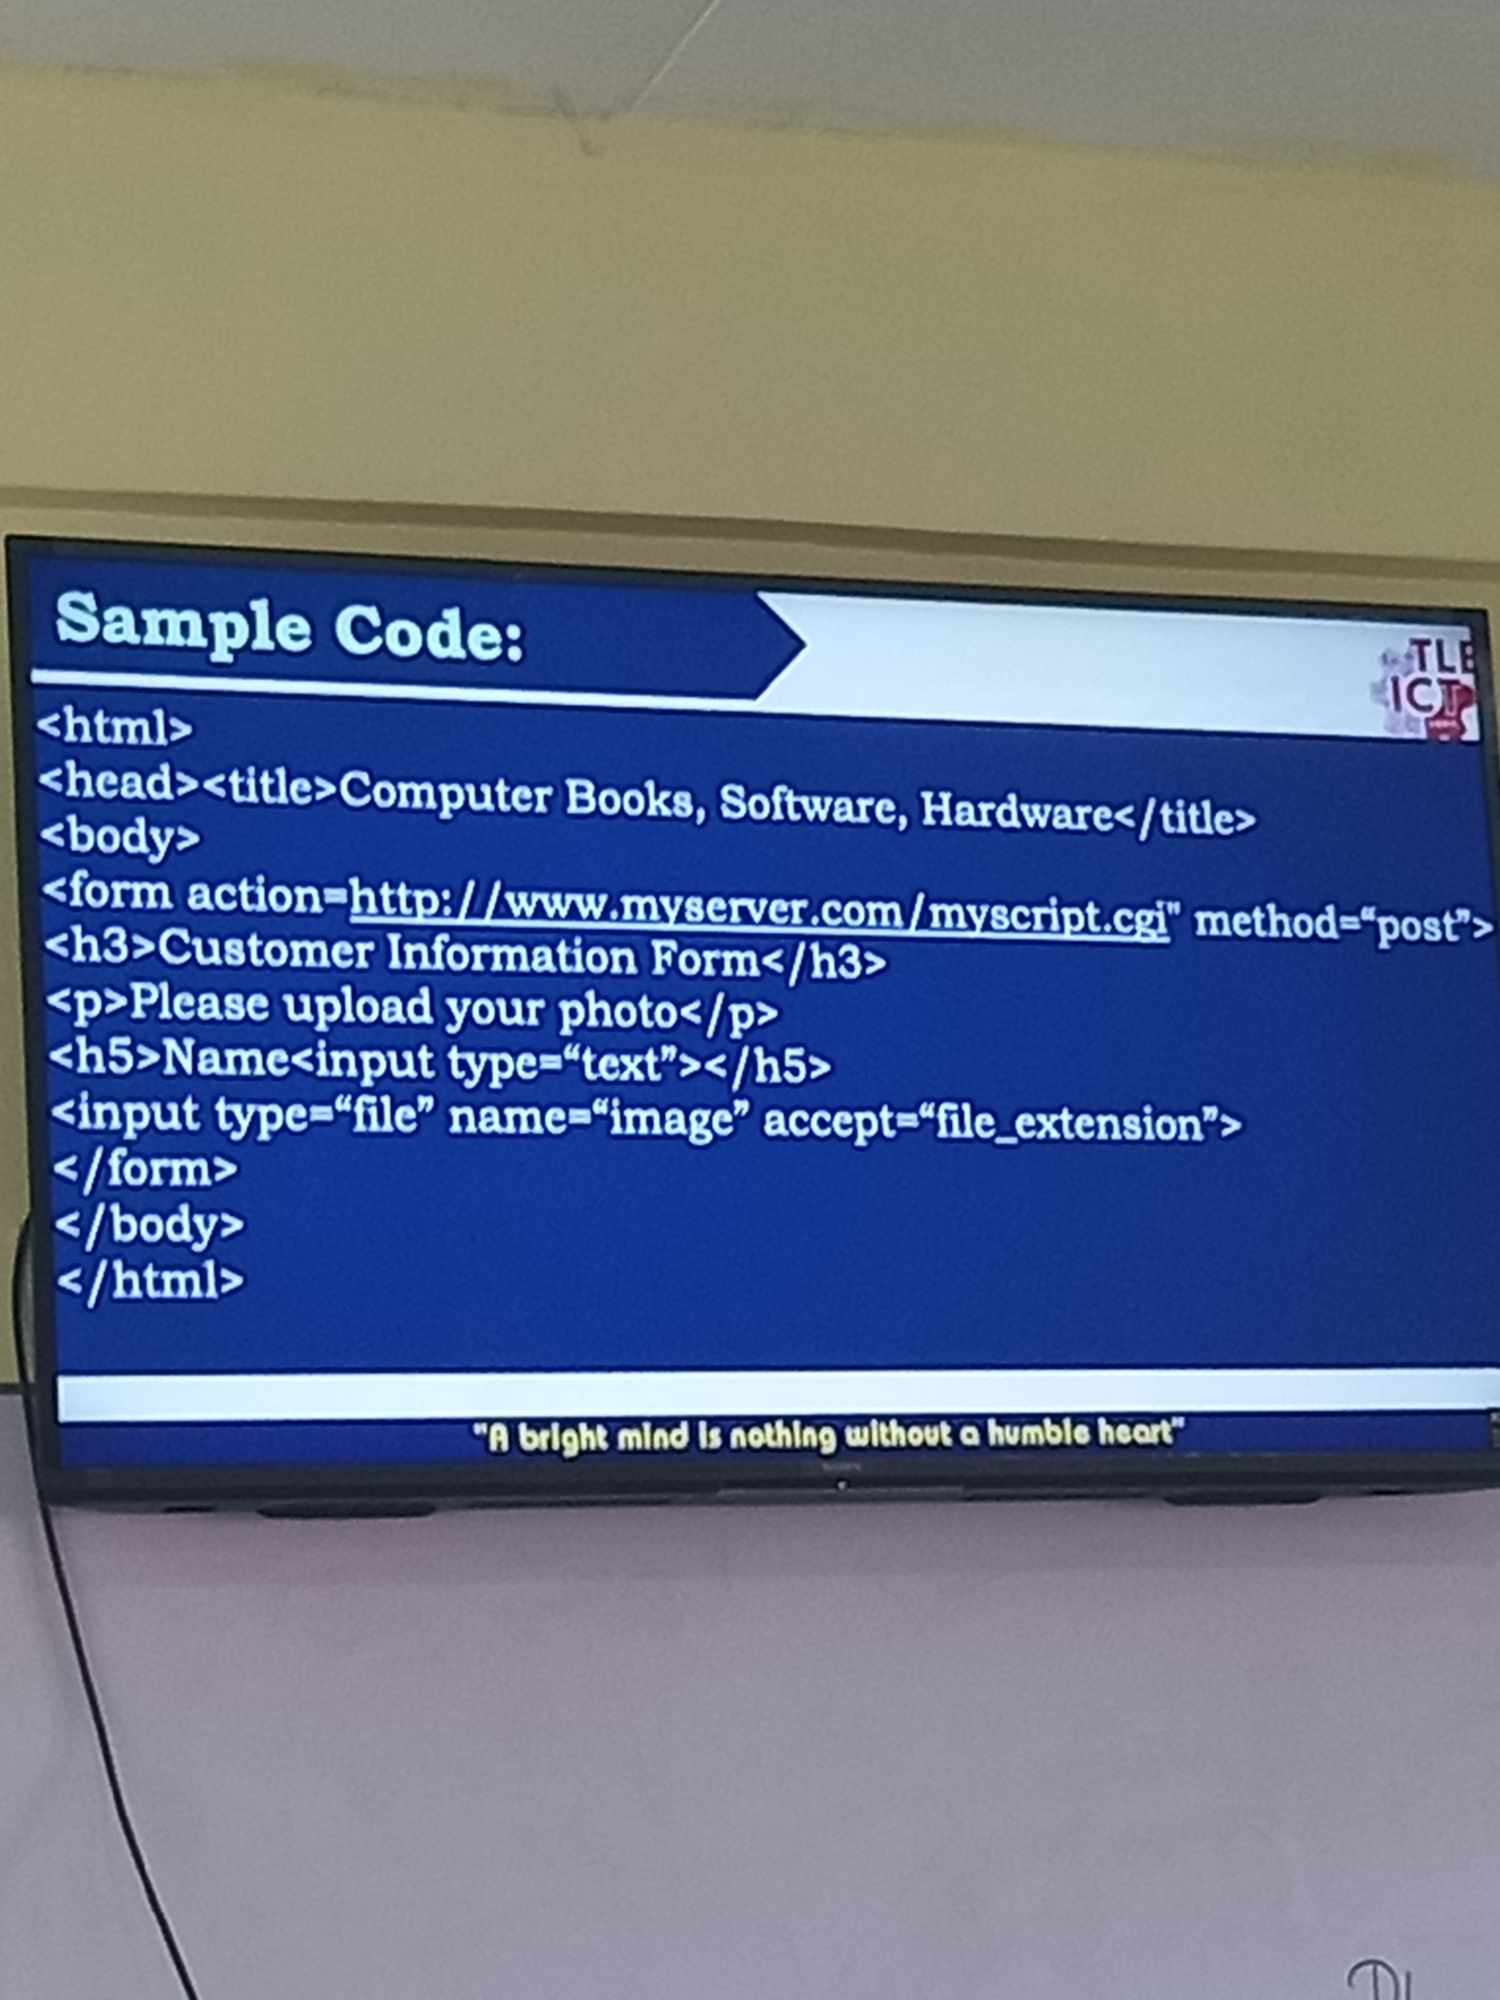 Sample Code:
TLE
ICT
<html>
<head><title>Computer Books, Software, Hardware</title>
<body>
<form action=http://www.myserver.com/myscript.cgi" method=“post”>
<h3>Customer Information Form</h3>
<p>Please upload your photo</p>
<h5>Name<input type=“text”></h5>
<input type=“file” name=“image” accept=“file_extension”>
</form>
</body>
</html>
"A bright mind is nothing without a humble heart"